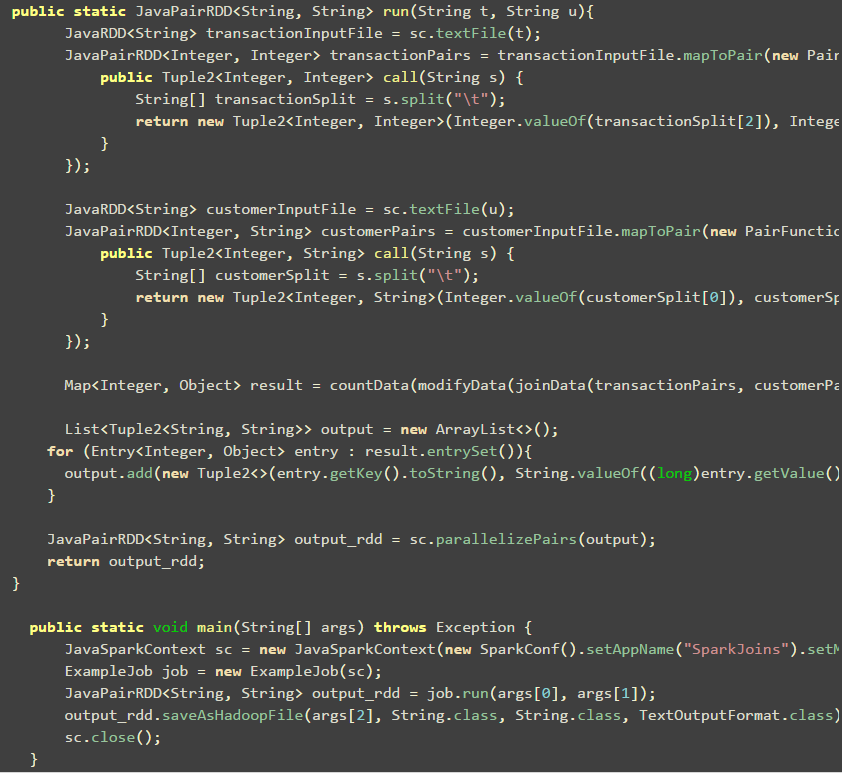 public static JavaPairRDD<String, String> run(String t, String u){
JavaRDD<String> transactionInputFile = sc.textFile(t);
JavaPairRDD<Integer, Integer> transactionPairs = transactionInputFile.mapToPair(new Pair
public Tuple2<Integer, Integer> call(String s) {
String[] transactionSplit = s.split("\t");
return new Tuple2<Integer, Integer>(Integer.valueOf(transactionSplit[2]), Intege
}
});
JavaRDD<String> customerInputFile = sc.textFile(u);
JavaPairRDD<Integer, String> customerPairs = customerInputFile.mapToPair(new PairFunctio
public Tuple2<Integer, String> call(String s) {
String[] customerSplit = s.split("\t");
return new Tuple2<Integer, String>(Integer.valueOf(customerSplit[0]), customerSp
}
});
Map<Integer, Object> result = countData(modifyData(joinData(transactionPairs, customerPa
List<Tuple2<String, String>> output = new ArrayList<>();
for (Entry<Integer, Object> entry : result.entrySet()){
output.add(new Tuple2<>(entry.getKey().toString(), String.valueOf((long)entry.getValue()
}
JavaPairRDD<String, String> output_rdd = sc.parallelizePairs(output);
return output_rdd;
}
public static void main(String[] args) throws Exception {
JavaSparkContext sc = new JavaSparkContext(new SparkConf().setAppName("SparkJoins").setM
ExampleJob job = new ExampleJob(sc);
JavaPairRDD<String, String> output_rdd = job.run(args[0], args[1]);
output_rdd.saveAsHadoopFile(args[2], String.class, String.class, TextOutputFormat.class)
sc.close();
}